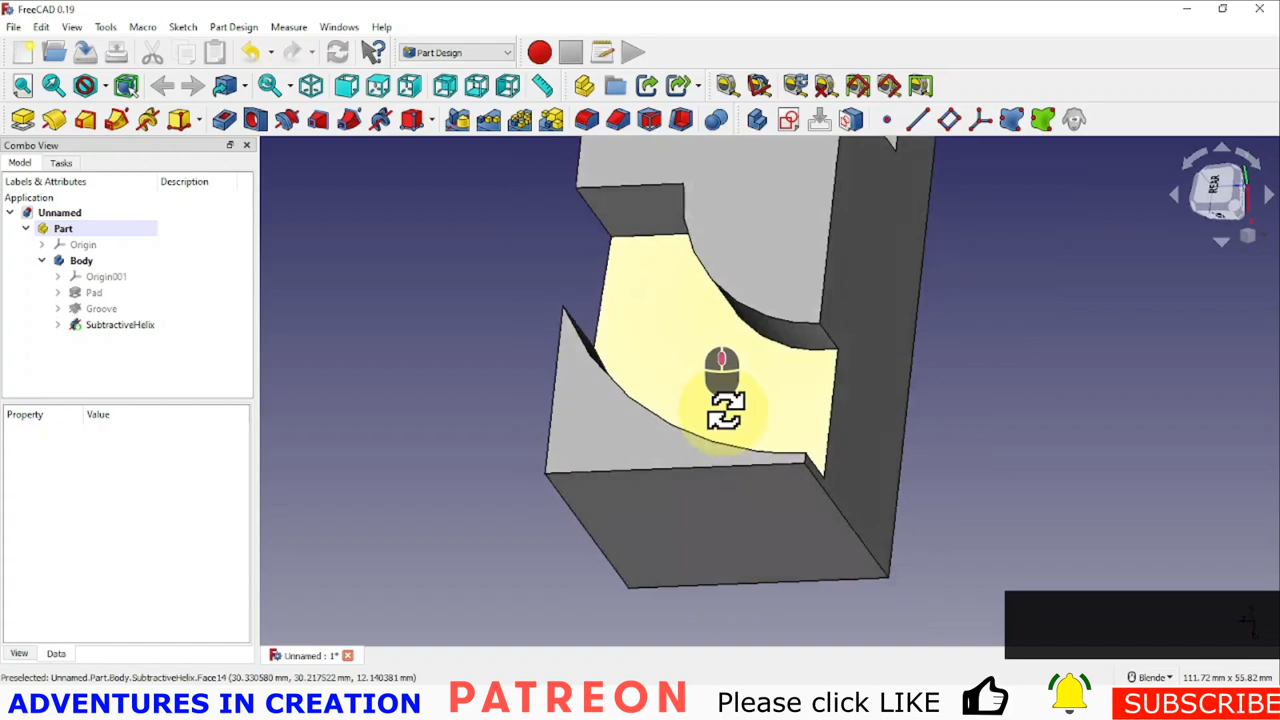 FreeCAD 0.19
File Edit View Tools Macro Sketch Part Design Measure Windows Help
Part Design
Combo View
Model Tasks
Labels & Attributes Description
Application
Unnamed
Part
Origin
Body
Origin001
Pad
Groove
SubtractiveHelix
REAR
Property Value
View Data
Unnamed : 1*
Preselected: Unnamed.Part.Body.SubtractiveHelix.Face14 (30.330580 mm, 30.217522 mm, 12.140381 mm)
Blende
111.72 mm x 55.82 mm
ADVENTURES IN CREATION PATREON Please click LIKE SUBSCRIBE